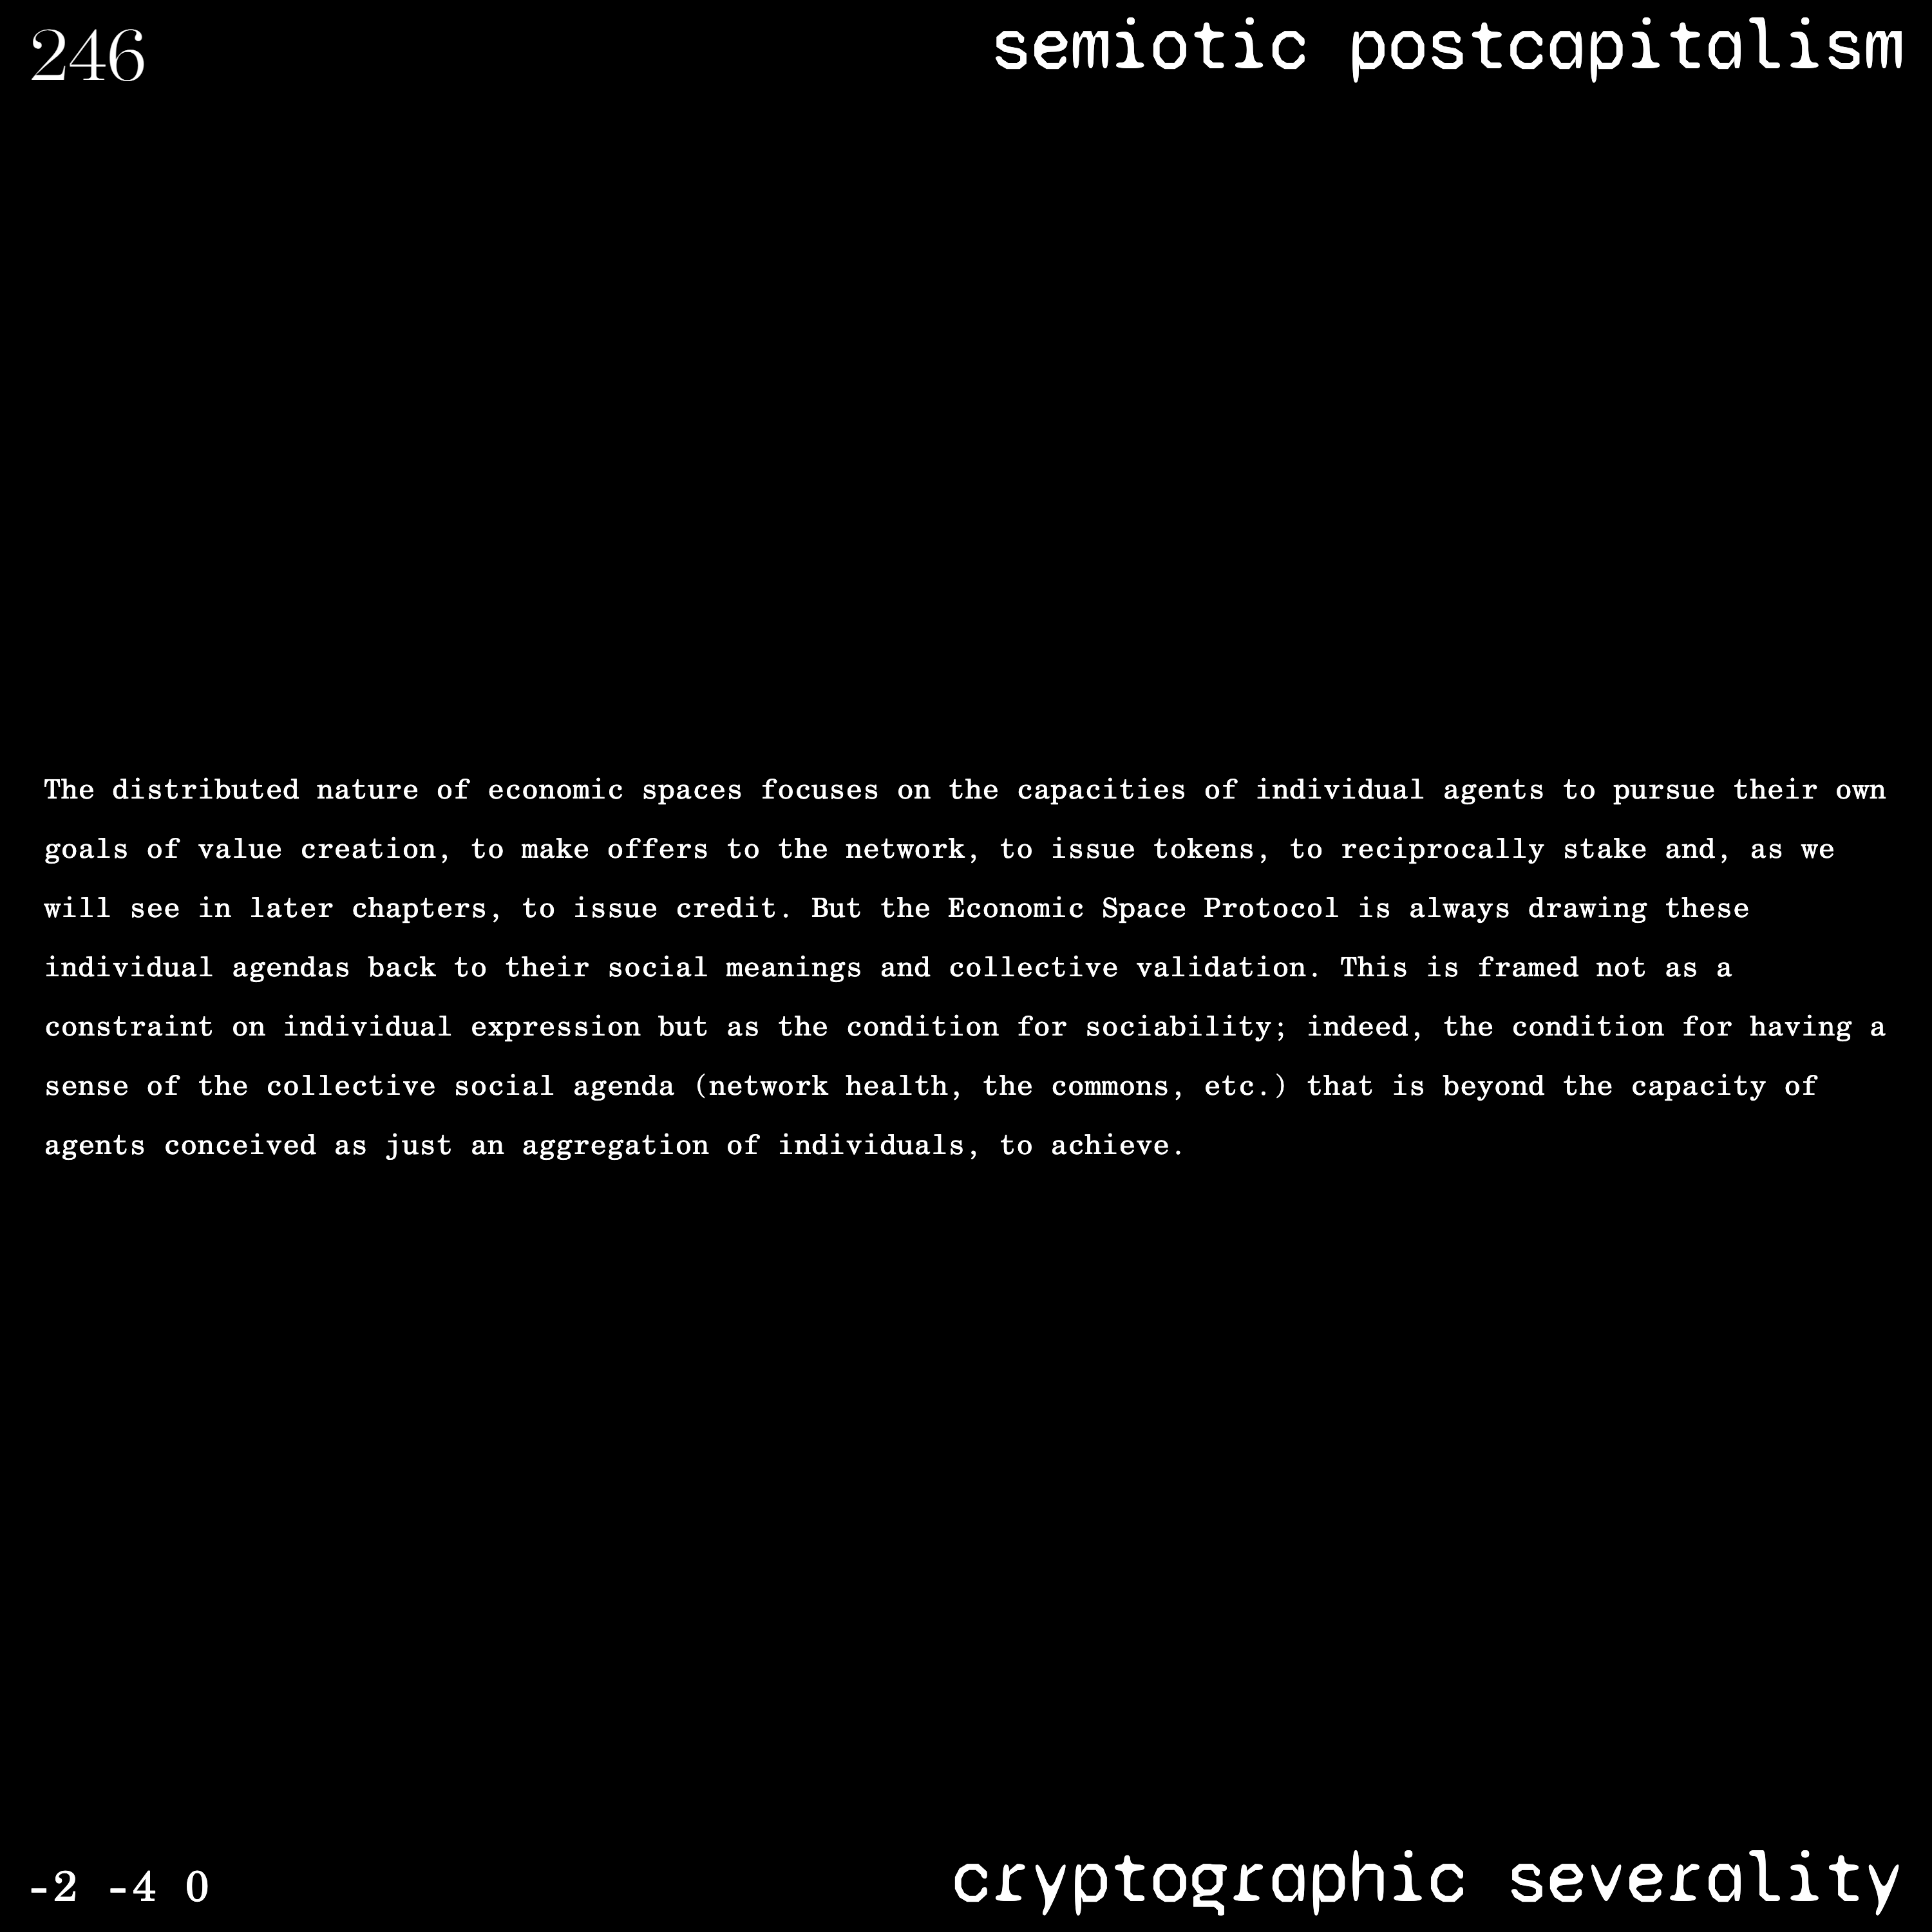 246
semiotic postcapitalism
The distributed nature of economic spaces focuses on the capacities of individual agents to pursue their own
goals of value creation, to make offers to the network, to issue tokens, to reciprocally stake and, as we
will see in later chapters, to issue credit. But the Economic Space Protocol is always drawing these
individual agendas back to their social meanings and collective validation. This is framed not as a
constraint on individual expression but as the condition for sociability; indeed, the condition for having a
sense of the collective social agenda (network health, the commons, etc.) that is beyond the capacity of
agents conceived as just an aggregation of individuals, to achieve.
-2 -4 0
cryptographic severality